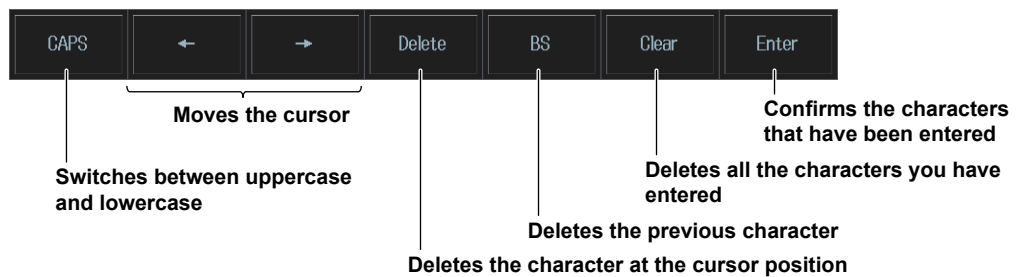 CAPS ← → Delete BS Clear Enter
Moves the cursor
Confirms the characters
that have been entered
Switches between uppercase
and lowercase
Deletes all the characters you have
entered
Deletes the previous character
Deletes the character at the cursor position